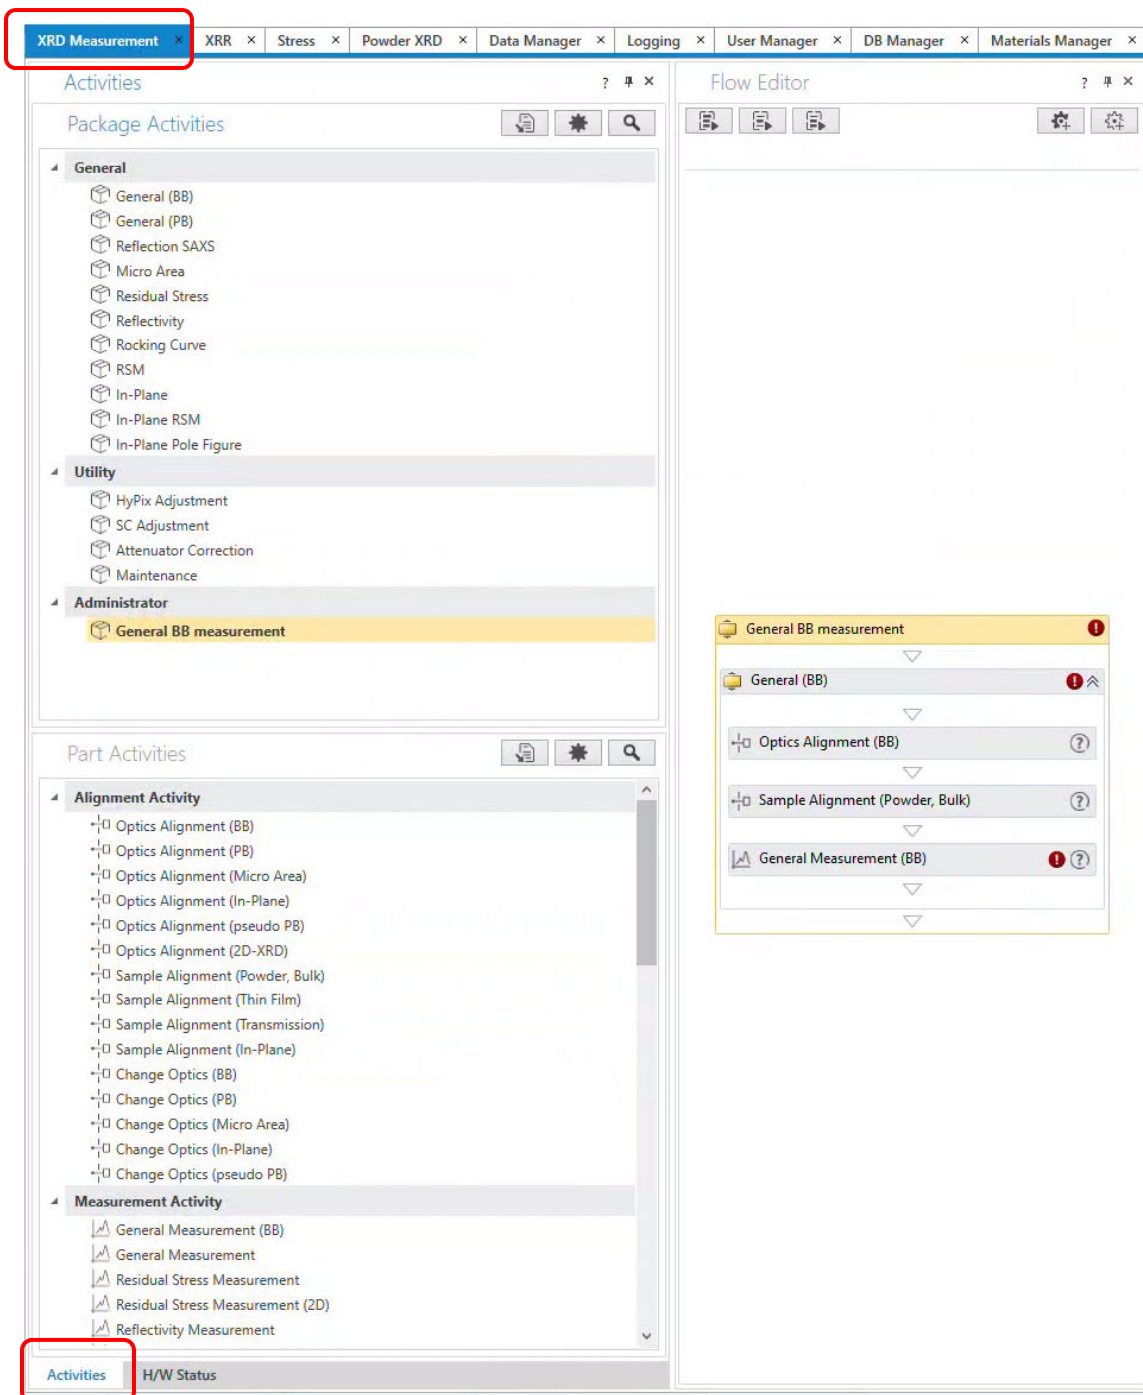 XRD Measurement × XRR × Stress × Powder XRD × Data Manager × Logging × User Manager × DB Manager × Materials Manager ×
Activities ? ×
Package Activities
General
General (BB)
General (PB)
Reflection SAXS
Micro Area
Residual Stress
Reflectivity
Rocking Curve
RSM
In-Plane
In-Plane RSM
In-Plane Pole Figure
Utility
HyPix Adjustment
SC Adjustment
Attenuator Correction
Maintenance
Administrator
General BB measurement
Part Activities
Alignment Activity
Optics Alignment (BB)
Optics Alignment (PB)
Optics Alignment (Micro Area)
Optics Alignment (In-Plane)
Optics Alignment (pseudo PB)
Optics Alignment (2D-XRD)
Sample Alignment (Powder, Bulk)
Sample Alignment (Thin Film)
Sample Alignment (Transmission)
Sample Alignment (In-Plane)
Change Optics (BB)
Change Optics (PB)
Change Optics (Micro Area)
Change Optics (In-Plane)
Change Optics (pseudo PB)
Measurement Activity
General Measurement (BB)
General Measurement
Residual Stress Measurement
Residual Stress Measurement (2D)
Reflectivity Measurement
Activities H/W Status
Flow Editor ? ×
General BB measurement !
General (BB) !
Optics Alignment (BB) ?
Sample Alignment (Powder, Bulk) ?
General Measurement (BB) ! ?